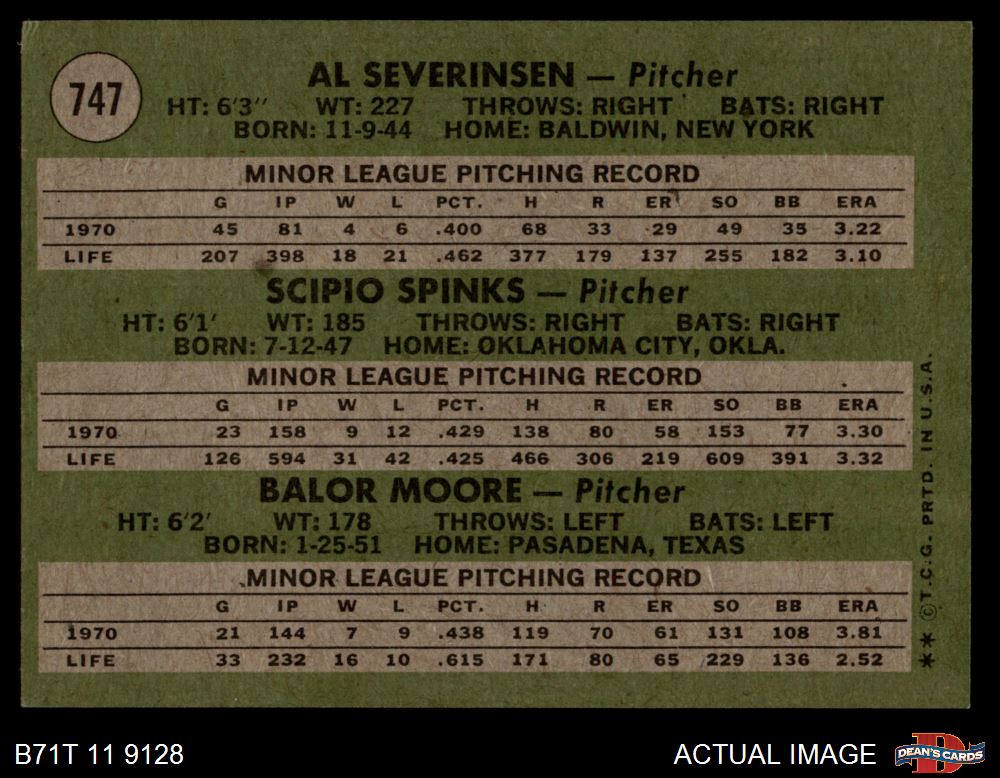 747
AL SEVERINSEN — Pitcher
HT: 6'3" WT: 227 THROWS: RIGHT BATS: RIGHT
BORN: 11-9-44 HOME: BALDWIN, NEW YORK
MINOR LEAGUE PITCHING RECORD
G IP W L PCT. H R ER SO BB ERA
1970 45 81 4 6 .400 68 33 29 49 35 3.22
LIFE 207 398 18 21 .462 377 179 137 255 182 3.10
SCIPIO SPINKS — Pitcher
HT: 6'1' WT: 185 THROWS: RIGHT BATS: RIGHT
BORN: 7-12-47 HOME: OKLAHOMA CITY, OKLA.
MINOR LEAGUE PITCHING RECORD
G IP W L PCT. H R ER SO BB ERA
1970 23 158 9 12 .429 138 80 58 153 77 3.30
LIFE 126 594 31 42 .425 466 306 219 609 391 3.32
BALOR MOORE — Pitcher
HT: 6'2' WT: 178 THROWS: LEFT BATS: LEFT
BORN: 1-25-51 HOME: PASADENA, TEXAS
MINOR LEAGUE PITCHING RECORD
G IP W L PCT. H R ER SO BB ERA
1970 21 144 7 9 .438 119 70 61 131 108 3.81
LIFE 33 232 16 10 .615 171 80 65 229 136 2.52
** ©T.C.G. PRTD. IN U.S.A.
B71T 11 9128
ACTUAL IMAGE
D
DEAN'S CARDS